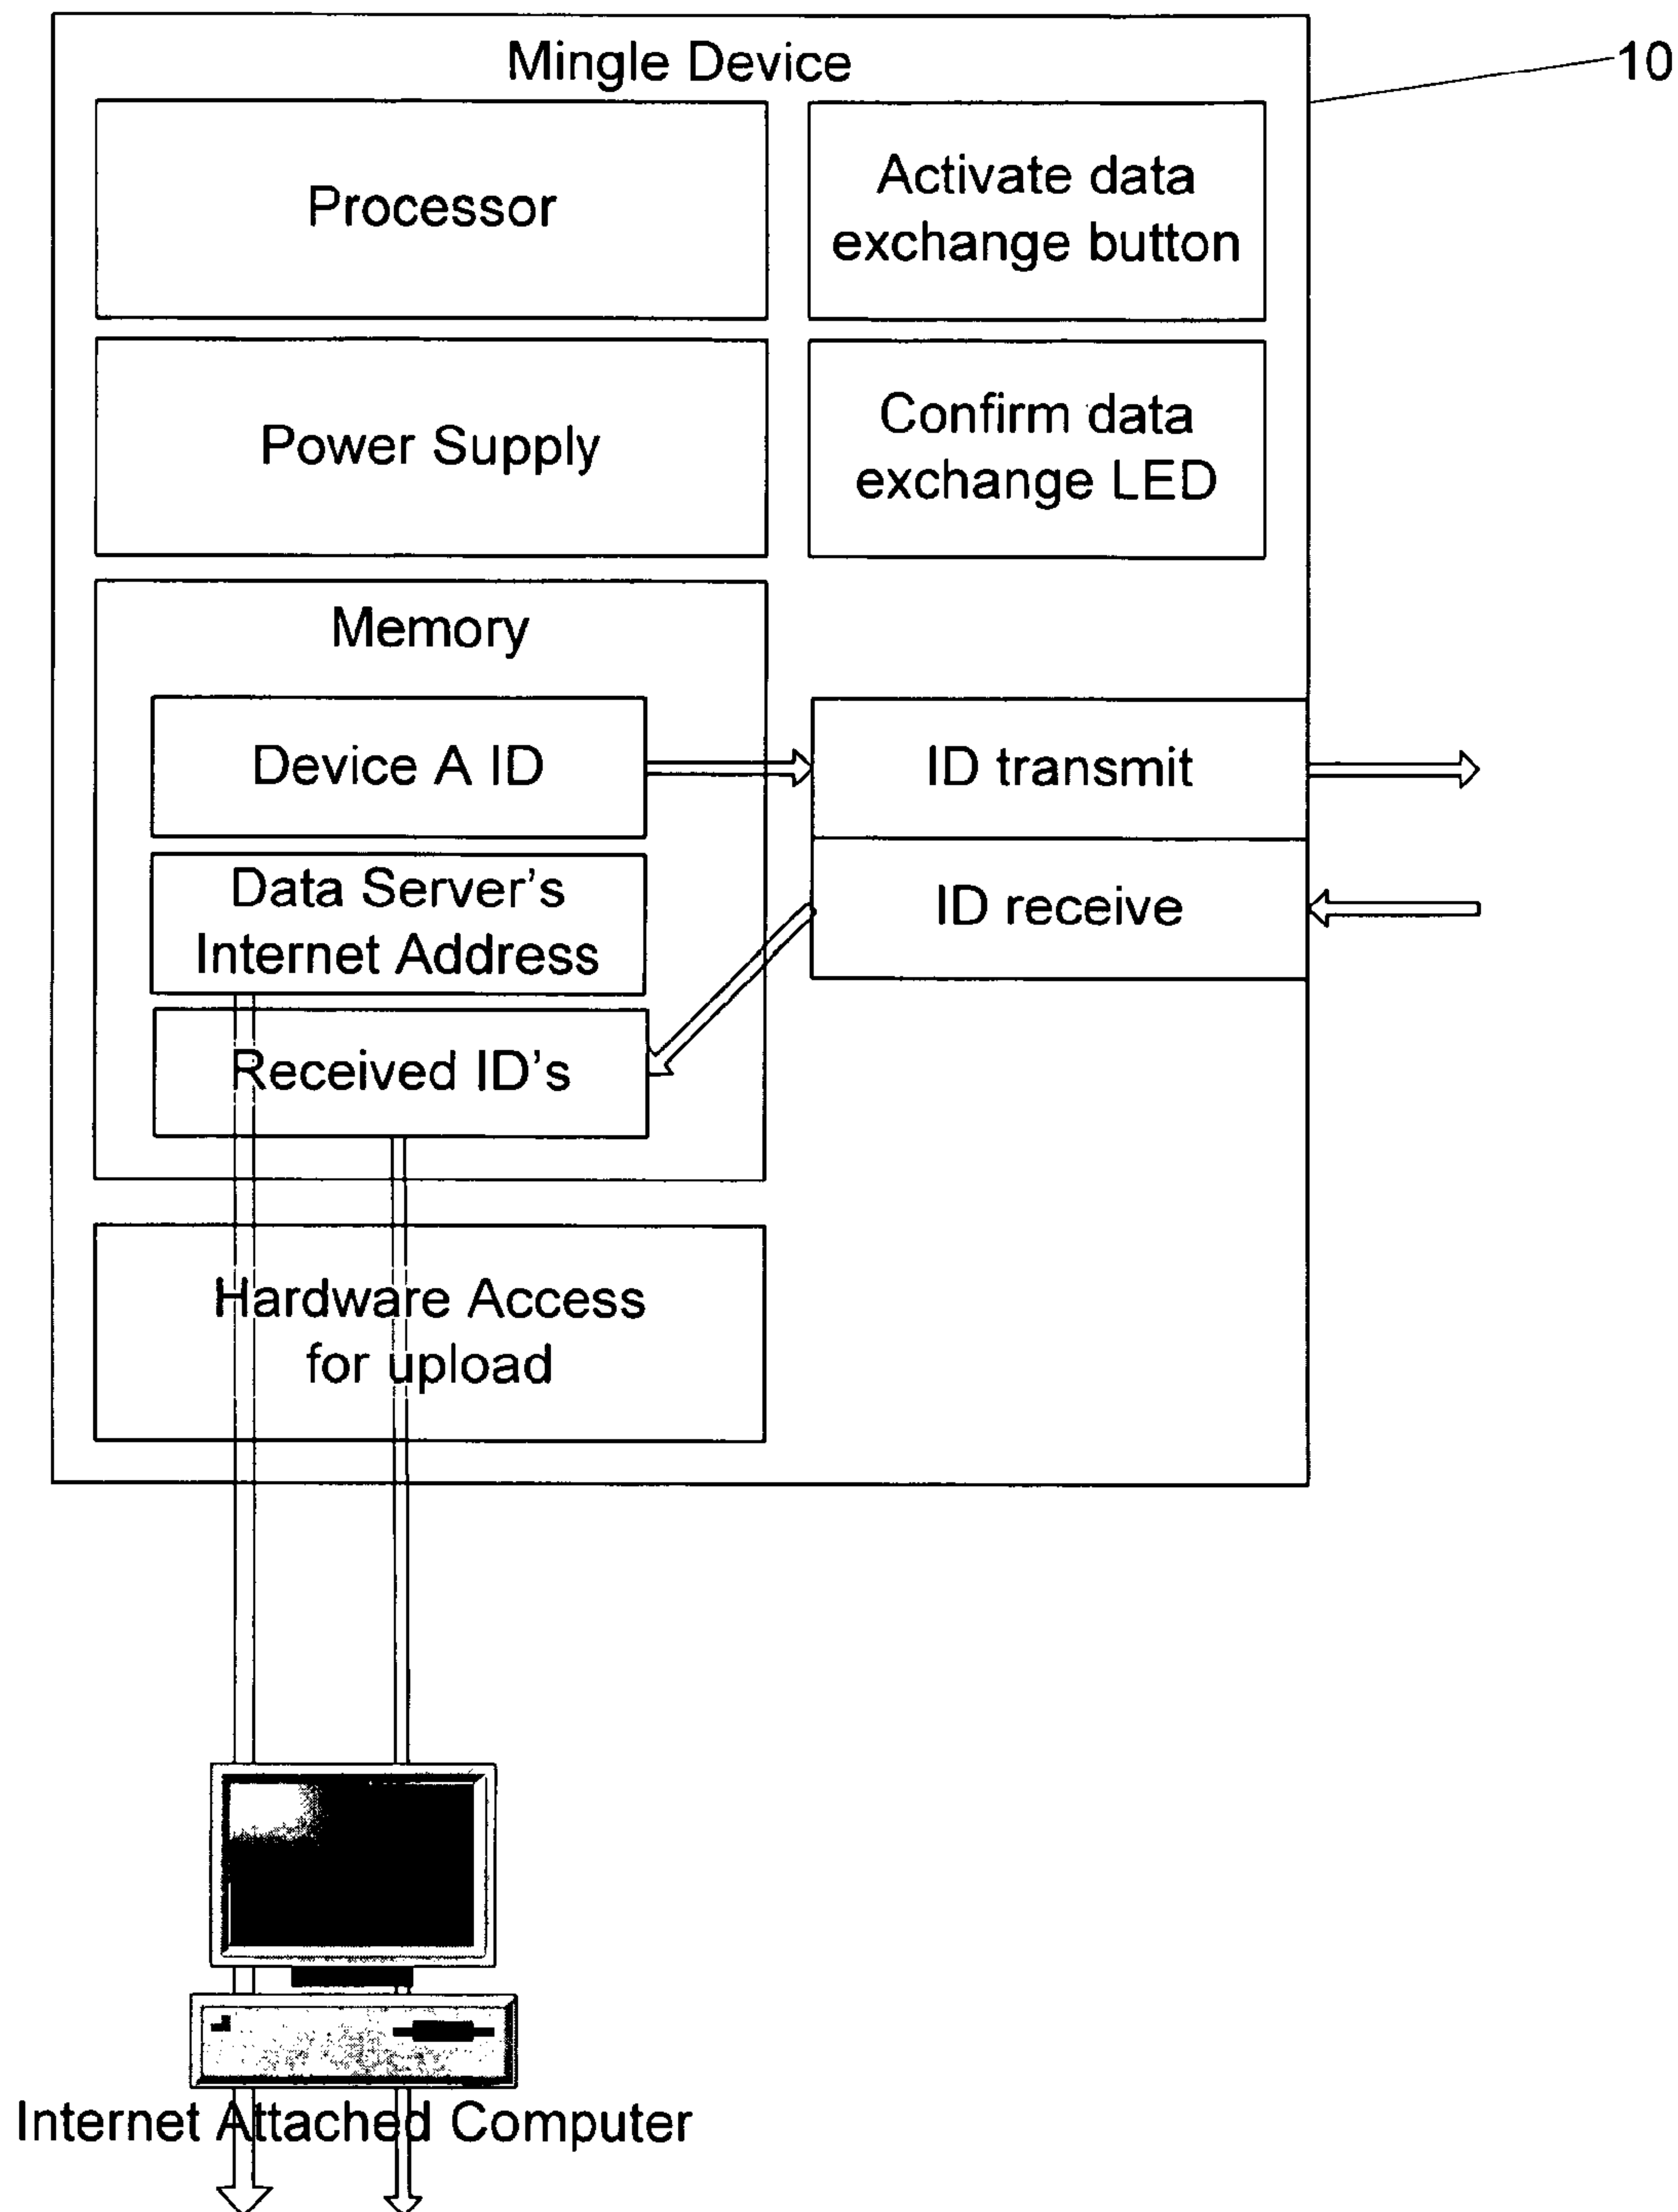 Mingle Device
10
Processor
Activate data
exchange button
Power Supply
Confirm data
exchange LED
Memory
Device A ID
ID transmit
Data Server's
Internet Address
ID receive
Received ID's
Hardware Access
for upload
Internet Attached Computer